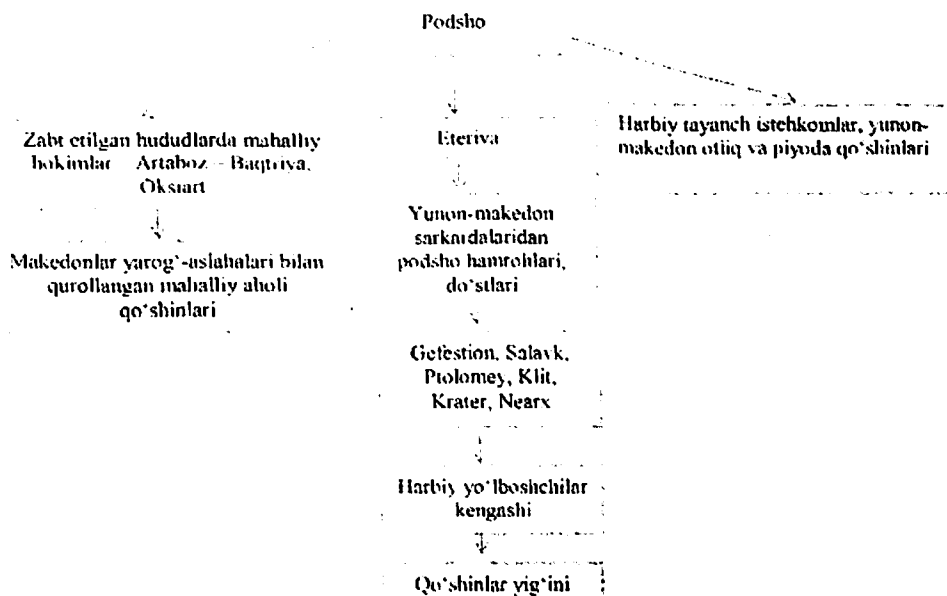 Podsho
Zabt etilgan hududlarda mahalliy
hokimlar – Artaboz – Baqtriya,
Oksiart
Makedonlar yarog‘-aslahalari bilan
qurollangan mahalliy aholi
qo‘shinlari
Eteriya
Yunon-makedon
sarkardalaridan
podsho hamrohlari,
do‘stlari
Gefestion, Salavk,
Ptolomey, Klit,
Krater, Nearx
Harbiy yo‘lboshchilar
kengashi
Qo‘shinlar yig‘ini
Harbiy tayanch istehkomlar, yunon-
makedon otliq va piyoda qo‘shinlari